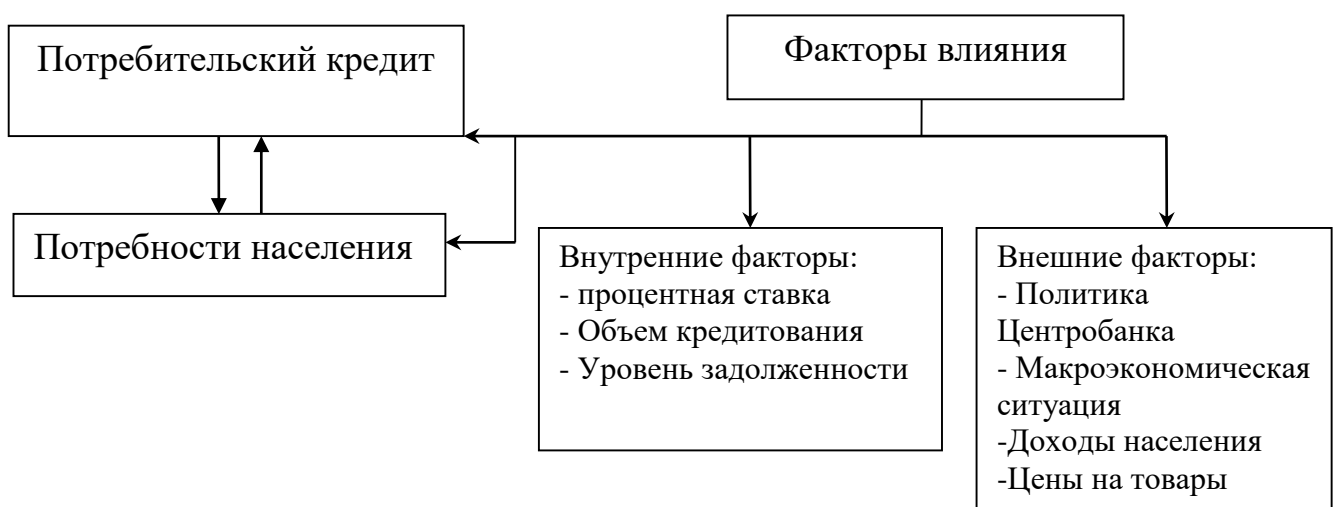 Потребительский кредит
Факторы влияния
Потребности населения
Внутренние факторы:
- процентная ставка
- Объем кредитования
- Уровень задолженности
Внешние факторы:
- Политика
Центробанка
- Макроэкономическая
ситуация
-Доходы населения
-Цены на товары